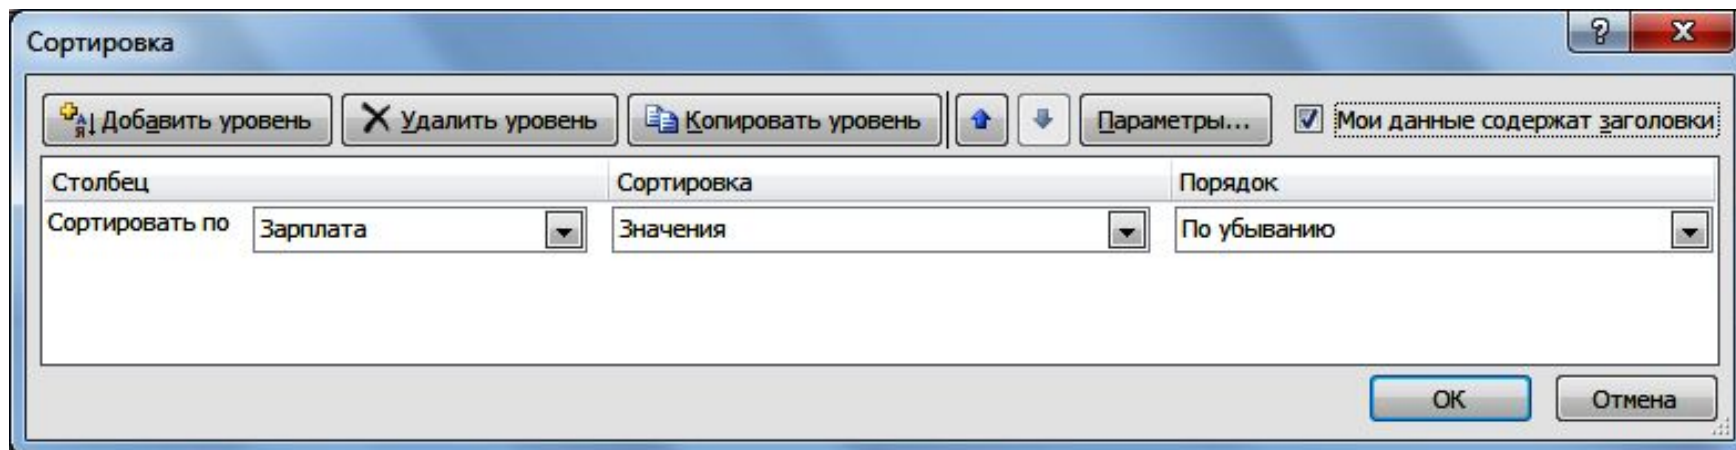 Сортировка
Добавить уровень Удалить уровень Копировать уровень Параметры... Мои данные содержат заголовки
Столбец Сортировка Порядок
Сортировать по Зарплата Значения По убыванию
ОК Отмена